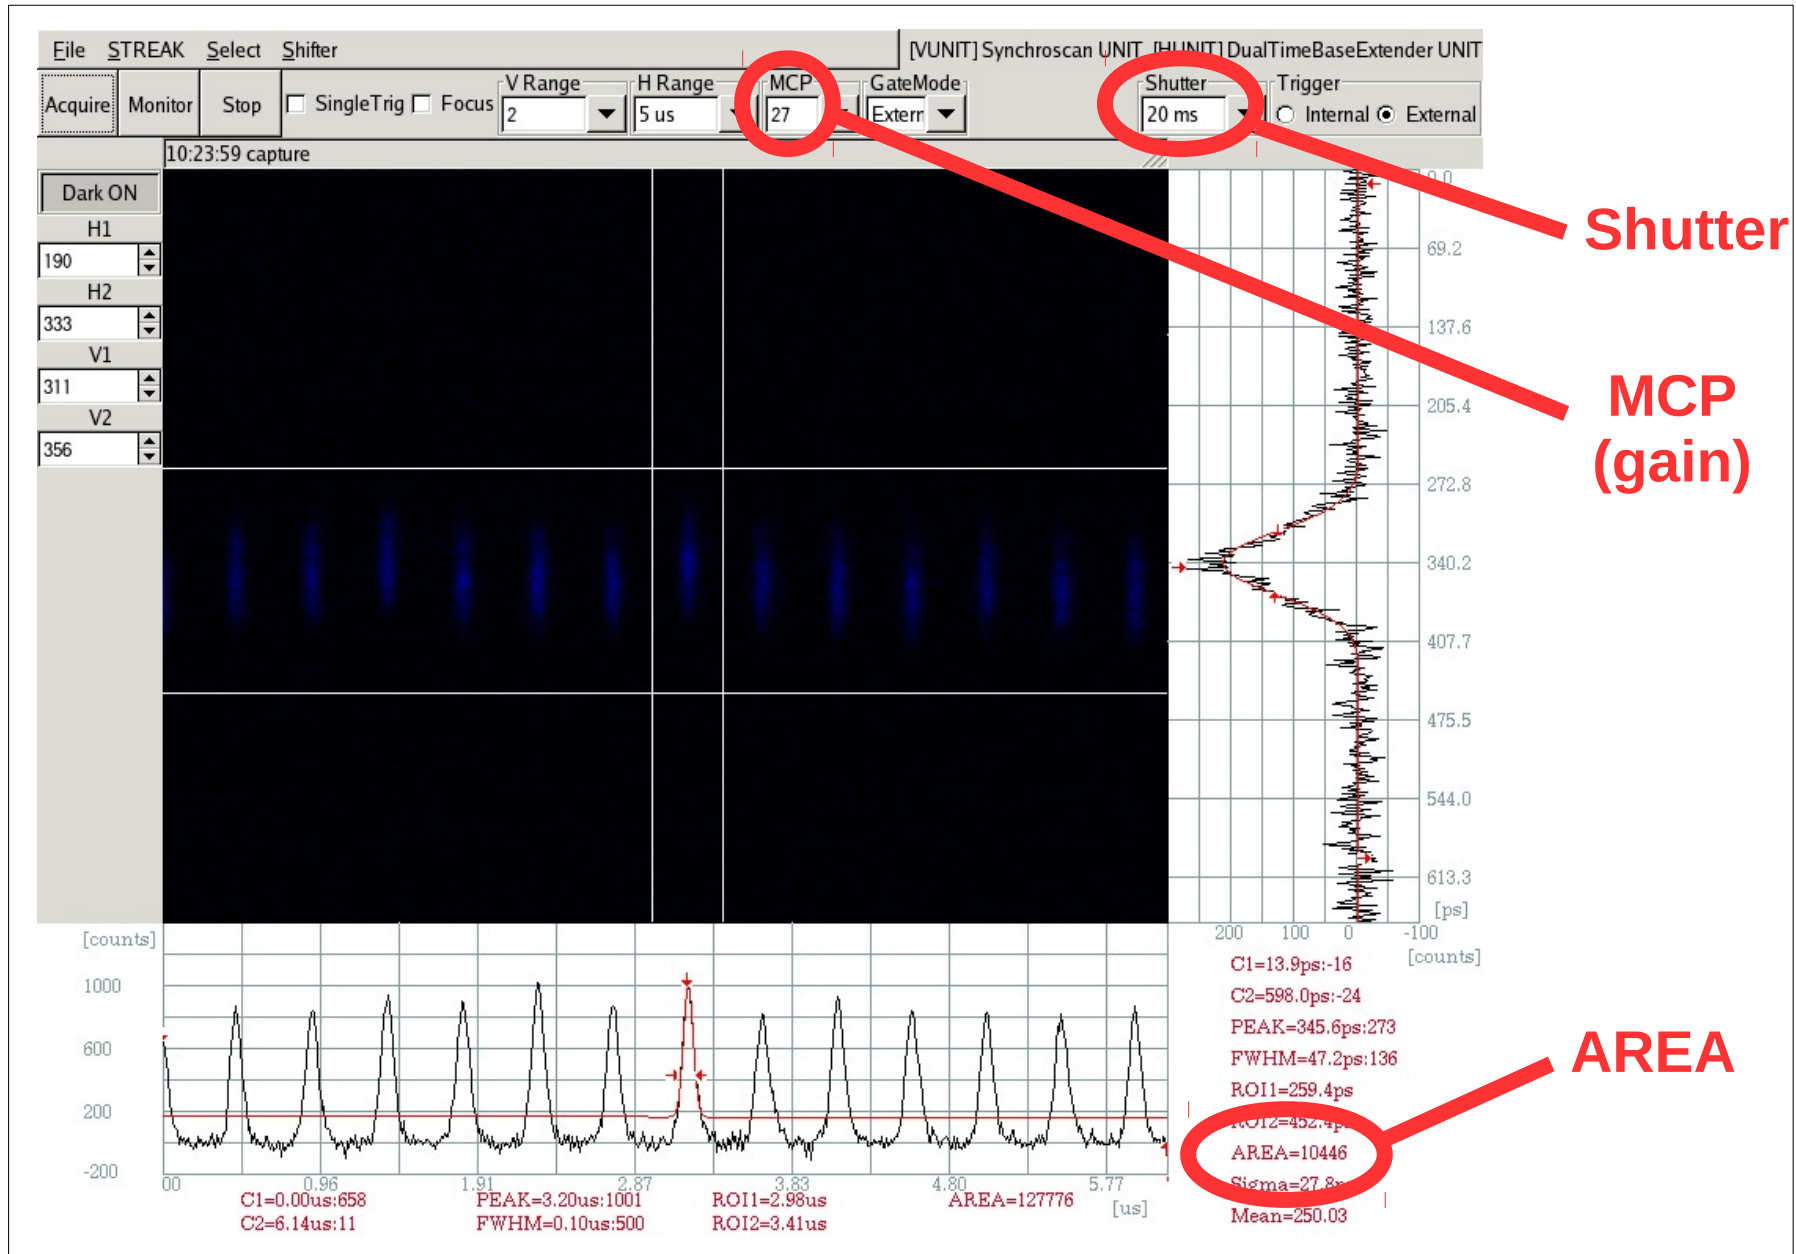 File STREAK Select Shifter
[VUNIT] Synchroscan UNIT [HUNIT] DualTimeBaseExtender UNIT
Acquire Monitor Stop SingleTrig Focus
V Range H Range MCP GateMode Shutter Trigger
2 5 us 27 Extern 20 ms Internal External
10:23:59 capture
Dark ON
H1
190
H2
333
V1
311
V2
356
0.0
69.2
137.6
205.4
272.8
340.2
407.7
475.5
544.0
613.3
[ps]
200 100 0 -100
[counts]
Shutter
MCP
(gain)
AREA
[counts]
1000
600
200
-200
00 0.96 1.91 2.87 3.83 4.80 5.77
[us]
C1=0.00us:658 PEAK=3.20us:1001 ROI1=2.98us AREA=127776
C2=6.14us:11 FWHM=0.10us:500 ROI2=3.41us
C1=13.9ps:-16
C2=598.0ps:-24
PEAK=345.6ps:273
FWHM=47.2ps:136
ROI1=259.4ps
ROI2=452.4ps
AREA=10446
Sigma=27.8
Mean=250.03